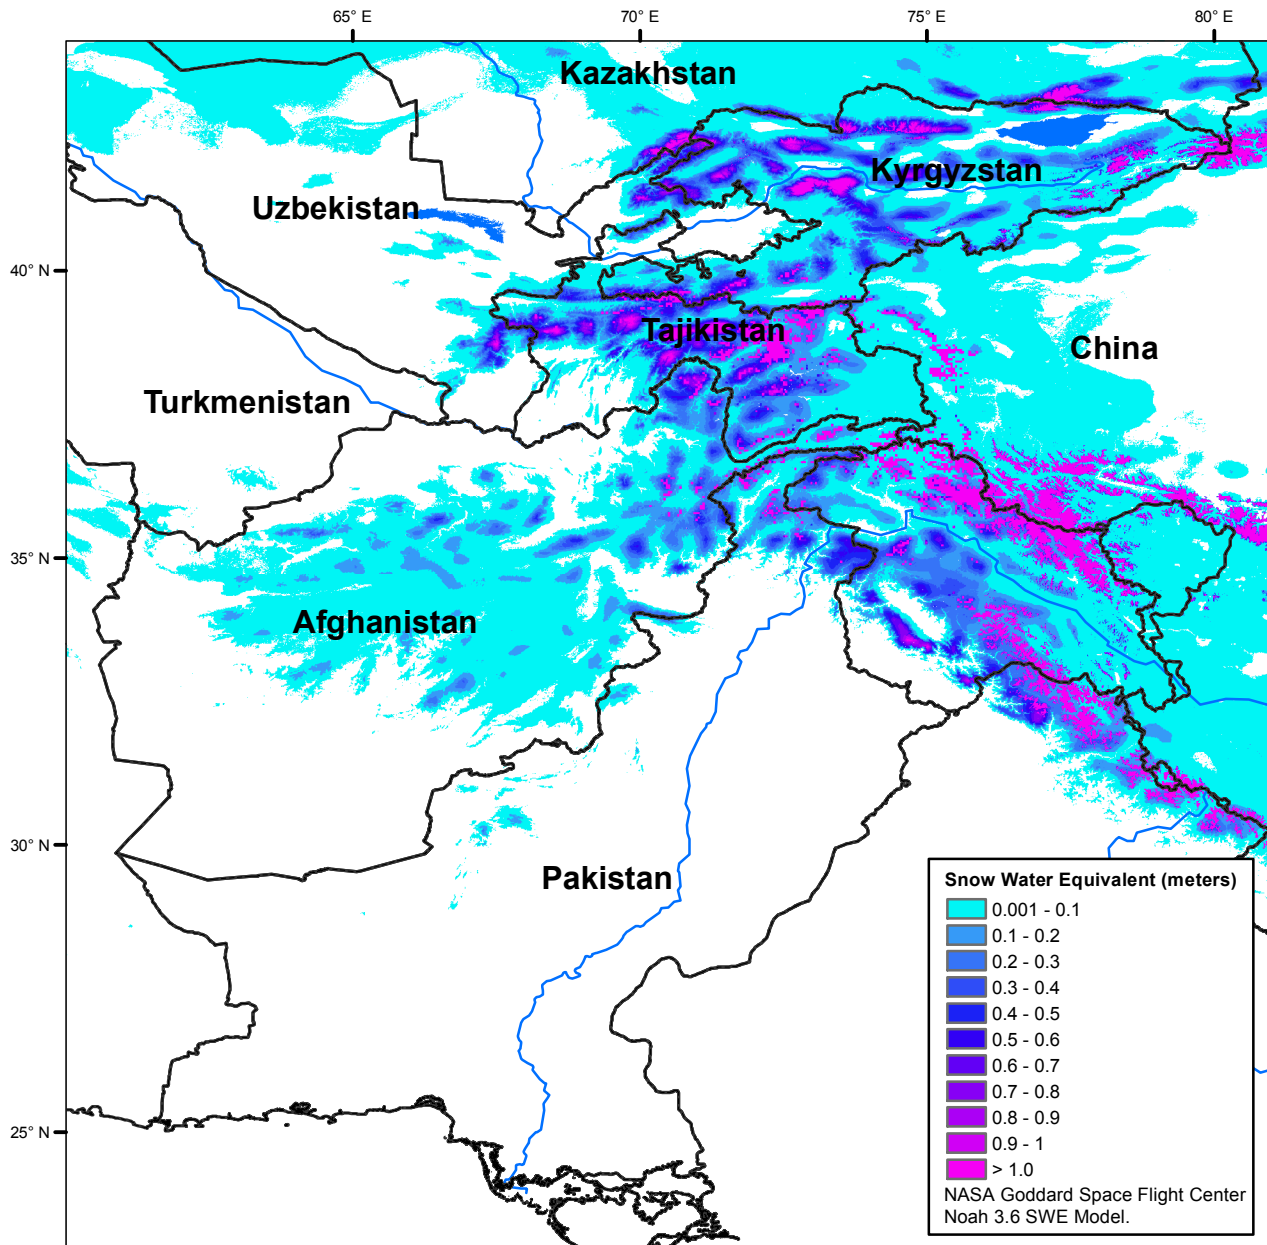 65° E
70° E
75° E
80° E
Kazakhstan
Kyrgyzstan
Uzbekistan
40° N
Tajikistan
China
Turkmenistan
35° N
Afghanistan
30° N
Pakistan
25° N
Snow Water Equivalent (meters)
0.001 - 0.1
0.1 - 0.2
0.2 - 0.3
0.3 - 0.4
0.4 - 0.5
0.5 - 0.6
0.6 - 0.7
0.7 - 0.8
0.8 - 0.9
0.9 - 1
> 1.0
NASA Goddard Space Flight Center
Noah 3.6 SWE Model.